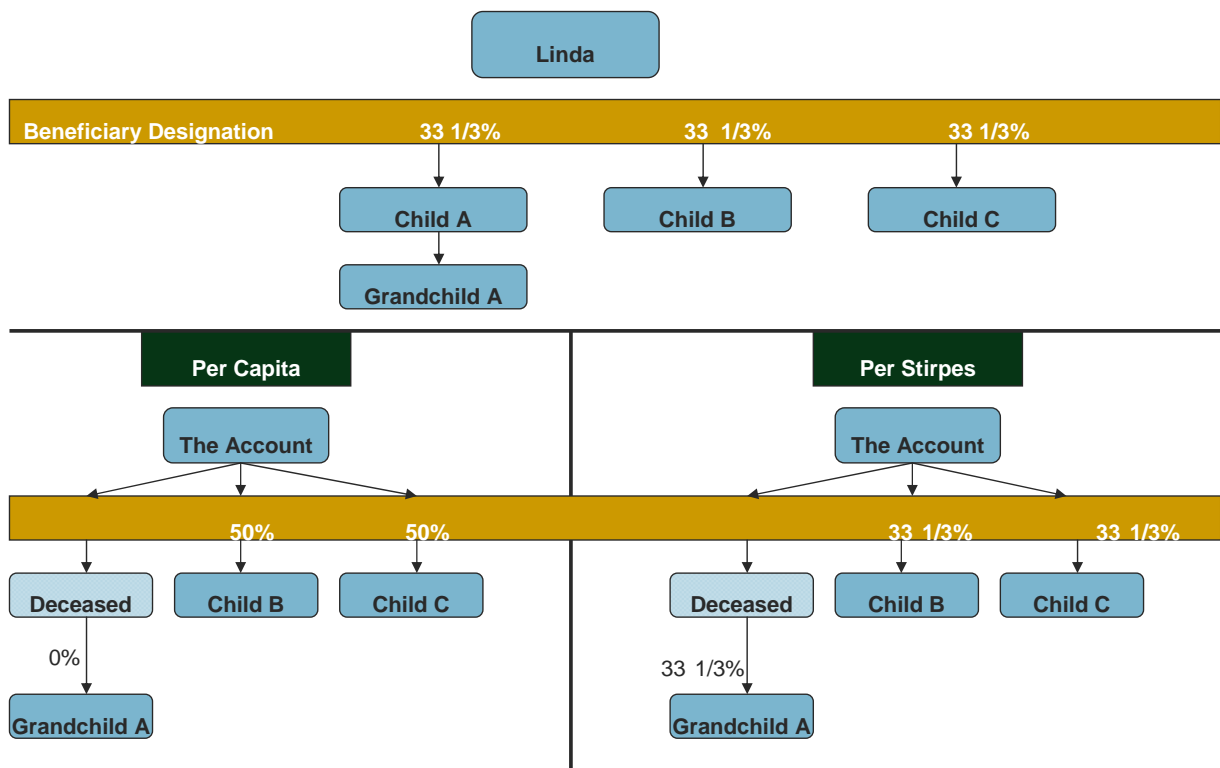 Linda
Beneficiary Designation 33 1/3% 33 1/3% 33 1/3%
Child A Child B Child C
Grandchild A
Per Capita Per Stirpes
The Account The Account
50% 50% 33 1/3% 33 1/3%
Deceased Child B Child C Deceased Child B Child C
0% 33 1/3%
Grandchild A Grandchild A